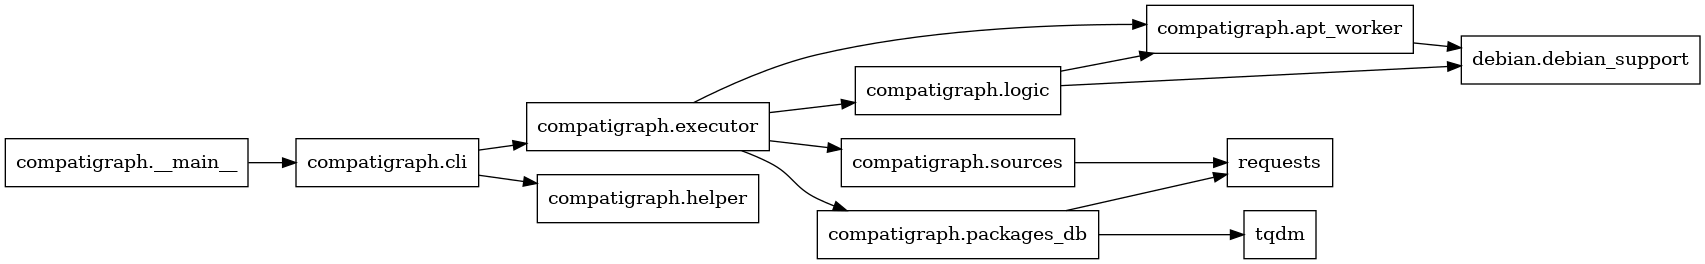 compatigraph.__main__
compatigraph.cli
compatigraph.executor
compatigraph.helper
compatigraph.logic
compatigraph.sources
compatigraph.packages_db
compatigraph.apt_worker
requests
tqdm
debian.debian_support